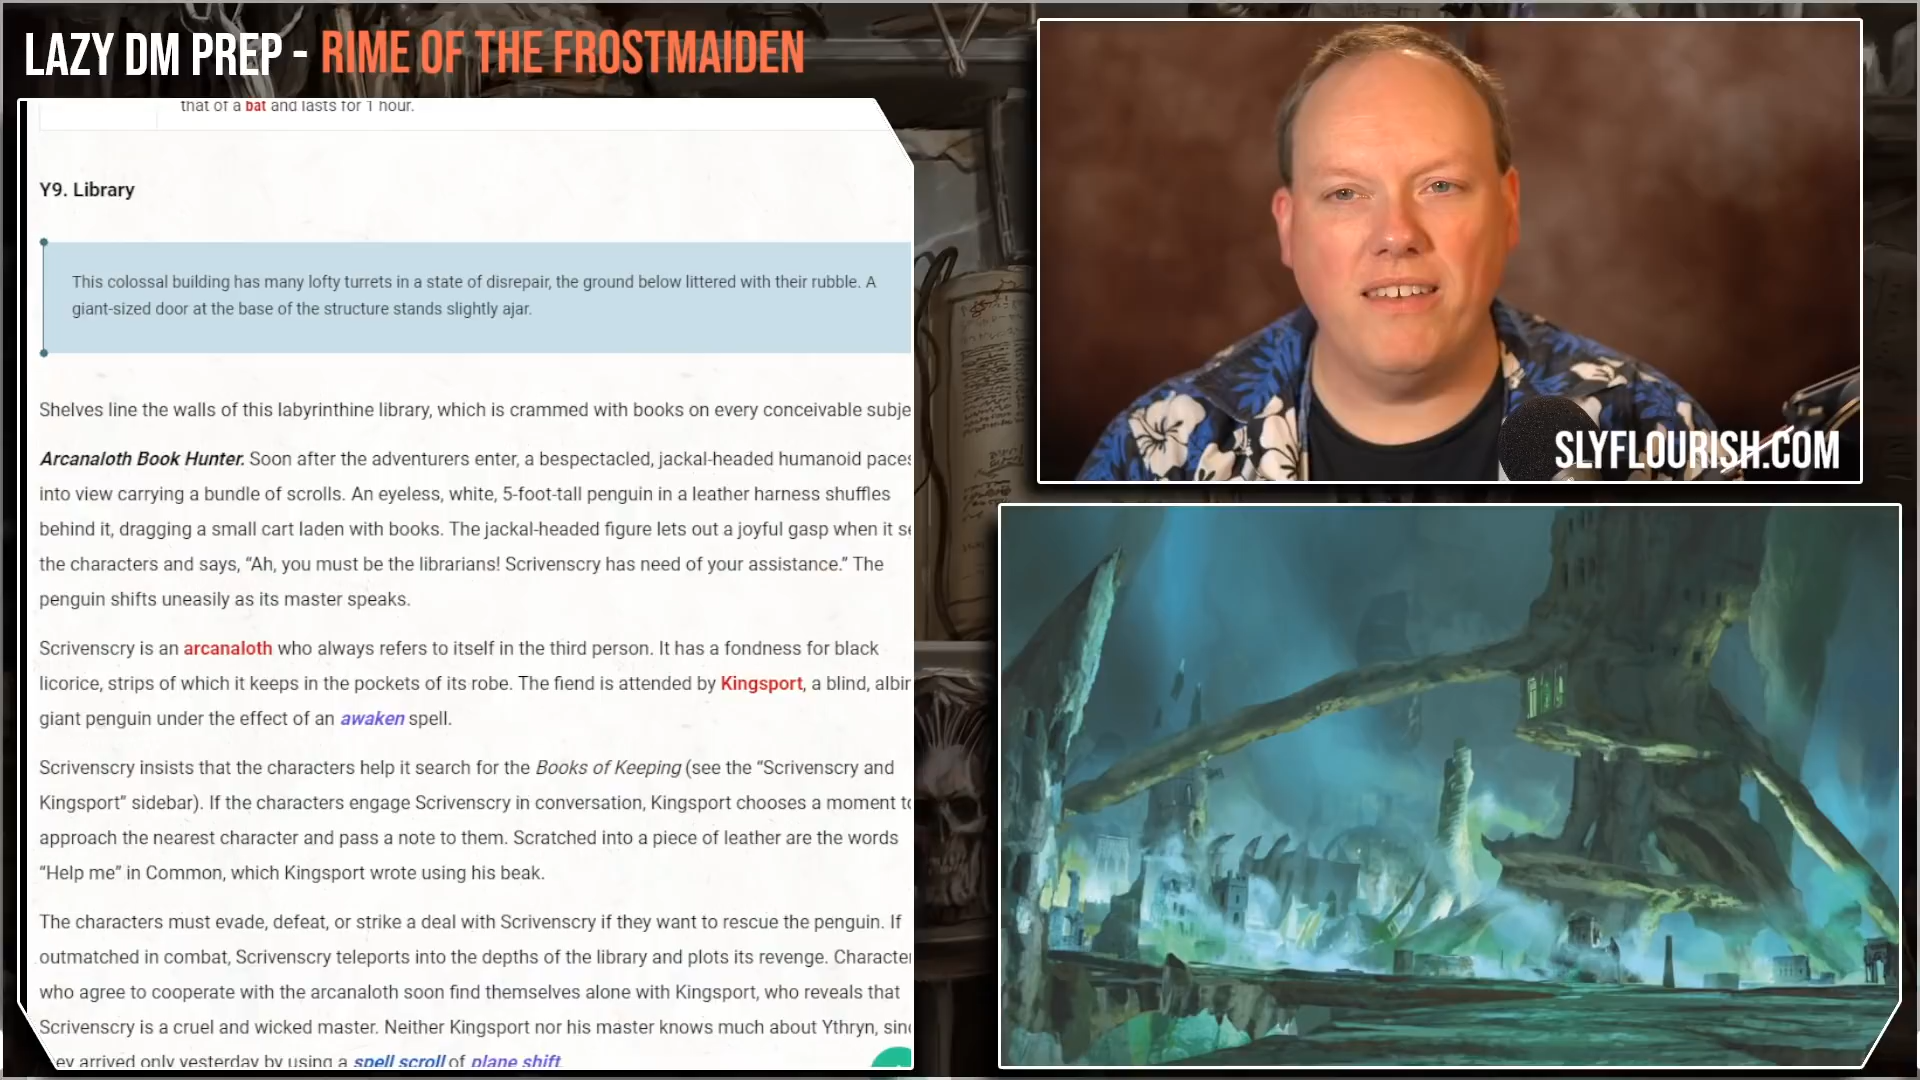 LAZY DM PREP - RIME OF THE FROSTMAIDEN
that of a bat and lasts for 1 hour.
Y9. Library
This colossal building has many lofty turrets in a state of disrepair, the ground below littered with their rubble. A
giant-sized door at the base of the structure stands slightly ajar.
Shelves line the walls of this labyrinthine library, which is crammed with books on every conceivable subje
Arcanaloth Book Hunter. Soon after the adventurers enter, a bespectacled, jackal-headed humanoid paces
into view carrying a bundle of scrolls. An eyeless, white, 5-foot-tall penguin in a leather harness shuffles
behind it, dragging a small cart laden with books. The jackal-headed figure lets out a joyful gasp when it se
the characters and says, “Ah, you must be the librarians! Scrivenscry has need of your assistance.” The
penguin shifts uneasily as its master speaks.
Scrivenscry is an arcanaloth who always refers to itself in the third person. It has a fondness for black
licorice, strips of which it keeps in the pockets of its robe. The fiend is attended by Kingsport, a blind, albin
giant penguin under the effect of an awaken spell.
Scrivenscry insists that the characters help it search for the Books of Keeping (see the “Scrivenscry and
Kingsport” sidebar). If the characters engage Scrivenscry in conversation, Kingsport chooses a moment to
approach the nearest character and pass a note to them. Scratched into a piece of leather are the words
“Help me” in Common, which Kingsport wrote using his beak.
The characters must evade, defeat, or strike a deal with Scrivenscry if they want to rescue the penguin. If
outmatched in combat, Scrivenscry teleports into the depths of the library and plots its revenge. Character
who agree to cooperate with the arcanaloth soon find themselves alone with Kingsport, who reveals that
Scrivenscry is a cruel and wicked master. Neither Kingsport nor his master knows much about Ythryn, sinc
ey arrived only yesterday by using a spell scroll of plane shift.
SLYFLOURISH.COM